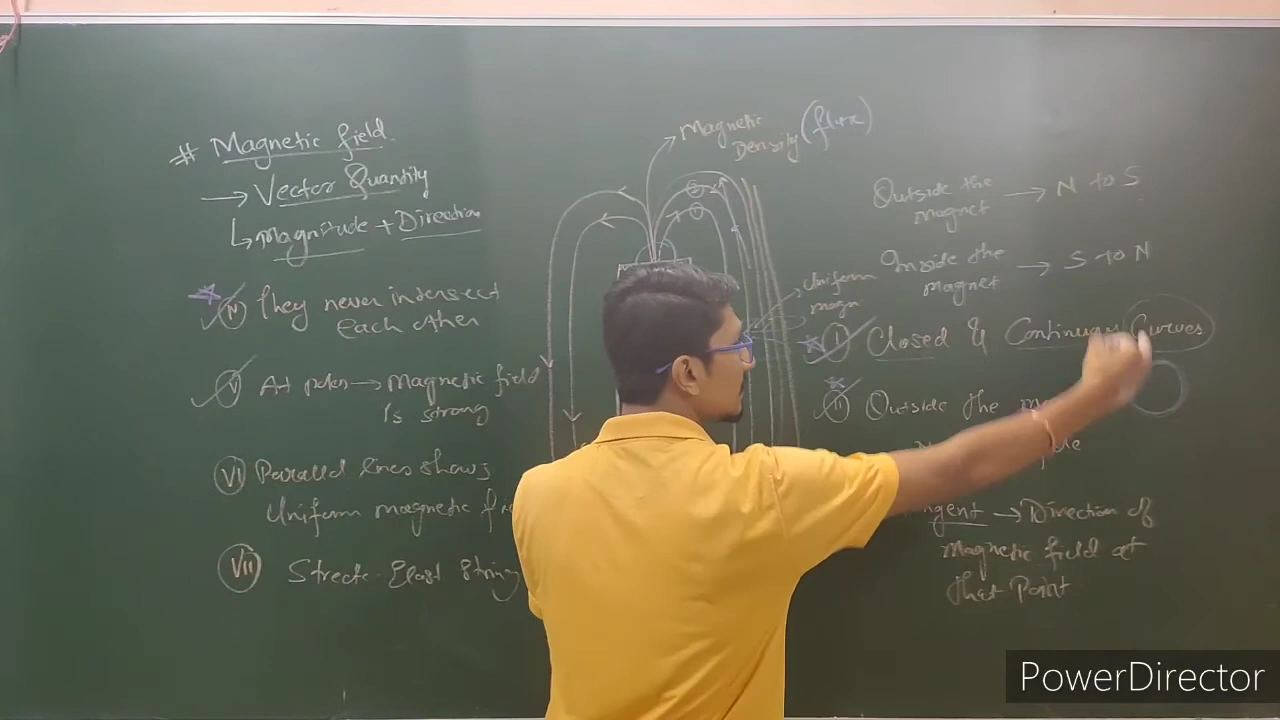 # Magnetic field
→ Vector Quantity
↳ Magnitude + Direction
IV They never intersect
each other
V At poles → Magnetic field
is strong
VI Parallel lines shows
Uniform magnetic
VII Elast string
Magnetic
Density (flux)
Uniform
magn
Outside the
magnet → N to S
Inside the
magnet → S to N
I Closed & Continuous Curves
II Outside the
→ Direction of
Magnetic field at
that Point
PowerDirector